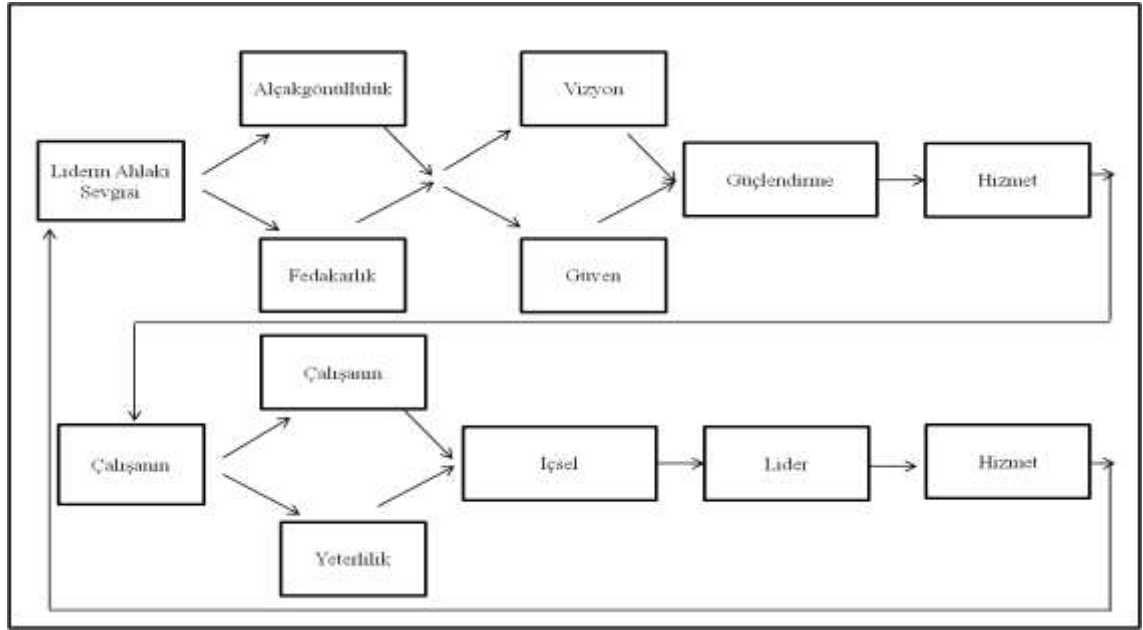 Alçakgönüllülük
Vizyon
Liderin Ahlaki
Sevgisi
Güçlendirme
Hizmet
Fedakarlık
Güven
Çalışanın
Çalışanın
İçsel
Lider
Hizmet
Yeterlilik